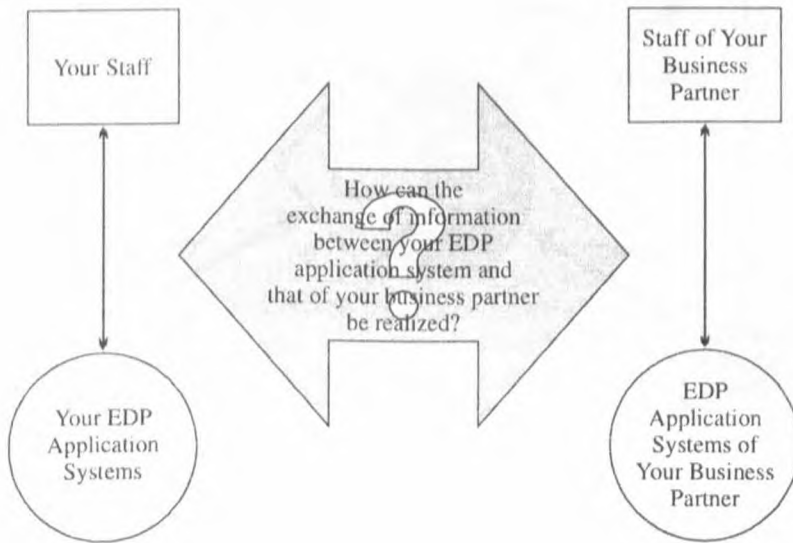 Your Staff
Staff of Your
Business
Partner
How can the
exchange of information
between your EDP
application system and
that of your business partner
be realized?
?
Your EDP
Application
Systems
EDP
Application
Systems of
Your Business
Partner